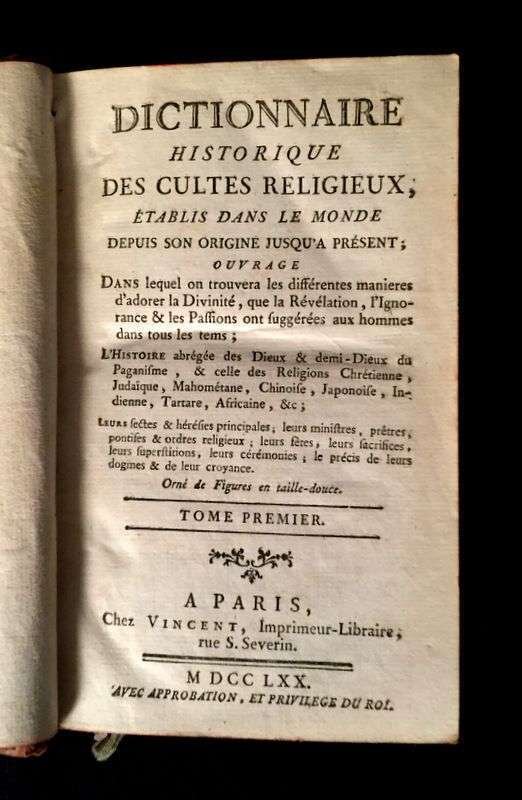 DICTIONNAIRE
HISTORIQUE
DES CULTES RELIGIEUX,
ÉTABLIS DANS LE MONDE
DEPUIS SON ORIGINE JUSQU'A PRÉSENT;
OUVRAGE
DANS lequel on trouvera les différentes manieres
d'adorer la Divinité, que la Révélation, l'Igno-
rance & les Paſſions ont ſuggérées aux hommes
dans tous les tems;
L'HISTOIRE abrégée des Dieux & demi-Dieux du
Paganiſme, & celle des Religions Chrétienne,
Judaïque, Mahométane, Chinoiſe, Japonoiſe, In-
dienne, Tartare, Africaine, &c;
LEURS ſectes & héréſies principales; leurs miniſtres, prêtres,
pontifes & ordres religieux; leurs fêtes, leurs ſacrifices,
leurs ſuperſtitions, leurs cérémonies; le précis de leurs
dogmes & de leur croyance.
Orné de Figures en taille-douce.
TOME PREMIER.
A PARIS,
Chez VINCENT, Imprimeur-Libraire,
rue S. Severin.
M DCC LXX.
AVEC APPROBATION, ET PRIVILEGE DU ROI.